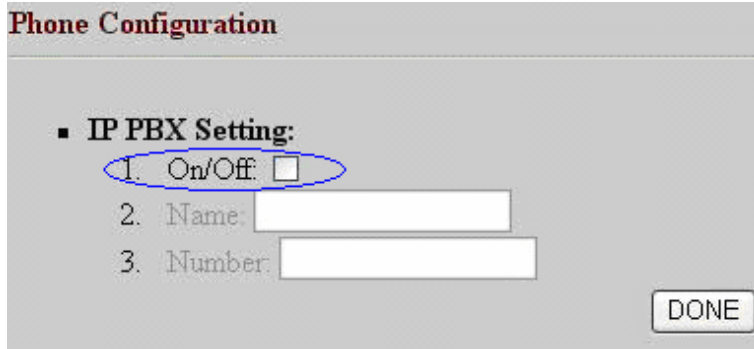 Phone Configuration
▪ IP PBX Setting:
1. On/Off:
2. Name:
3. Number:
DONE